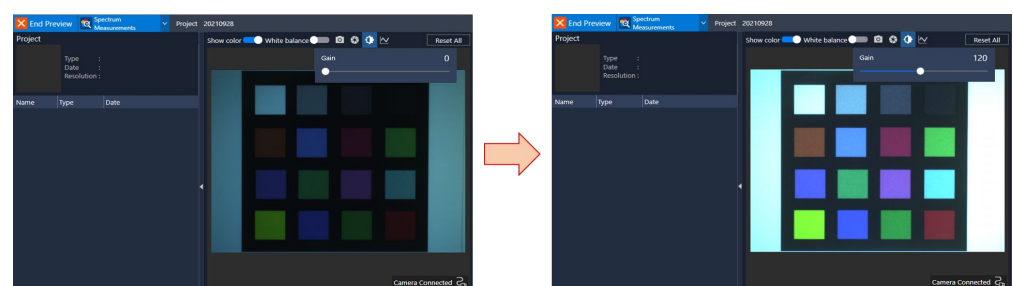 End Preview Spectrum Measurements Project 20210928
Project
Show color White balance Reset All
Type :
Date :
Resolution :
Gain 0
Name Type Date
Camera Connected
End Preview Spectrum Measurements Project 20210928
Project
Show color White balance Reset All
Type :
Date :
Resolution :
Gain 120
Name Type Date
Camera Connected